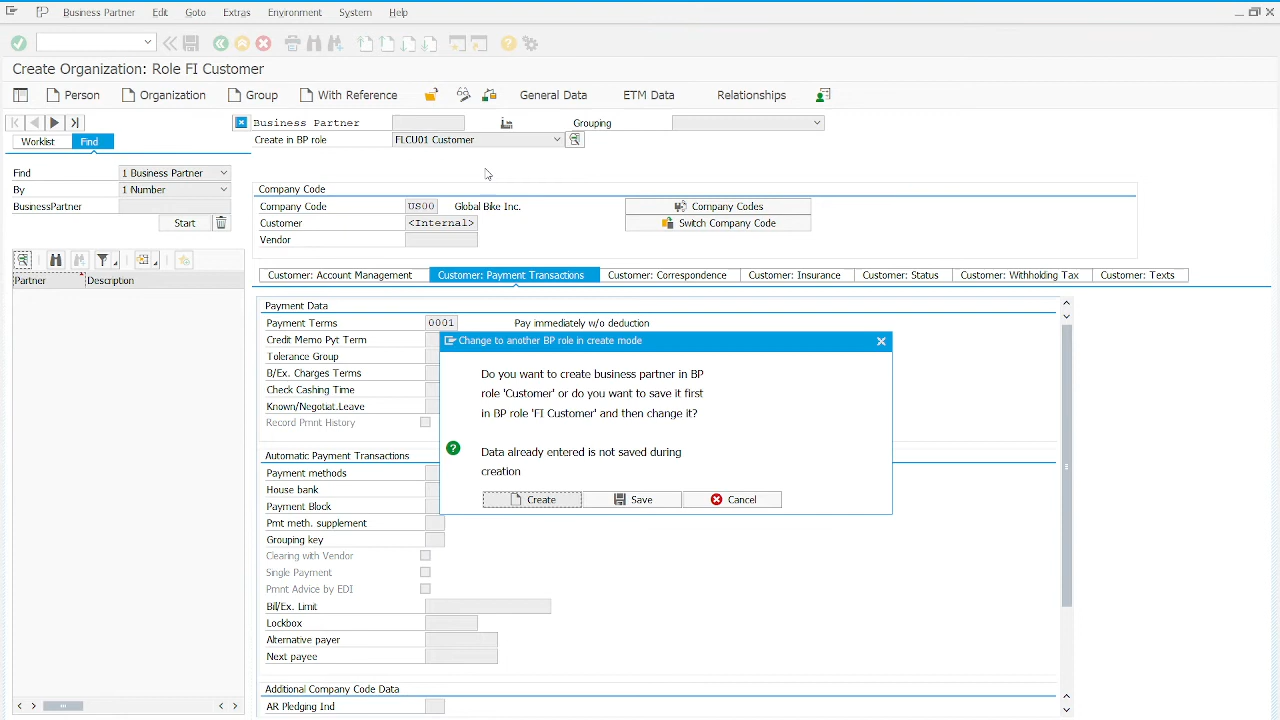 Business Partner Edit Goto Extras Environment System Help
Create Organization: Role FI Customer
Person Organization Group With Reference General Data ETM Data Relationships
Business Partner Grouping
Worklist Find
Create in BP role FLCU01 Customer
Find 1 Business Partner
By 1 Number
BusinessPartner
Start
Partner Description
Company Code
Company Code US00 Global Bike Inc. Company Codes
Customer <Internal> Switch Company Code
Vendor
Customer: Account Management Customer: Payment Transactions Customer: Correspondence Customer: Insurance Customer: Status Customer: Withholding Tax Customer: Texts
Payment Data
Payment Terms 0001 Pay immediately w/o deduction
Credit Memo Pyt Term
Tolerance Group
B/Ex. Charges Terms
Check Cashing Time
Known/Negotiat.Leave
Record Pmnt History
Automatic Payment Transactions
Payment methods
House bank
Payment Block
Pmt meth. supplement
Grouping key
Clearing with Vendor
Single Payment
Pmnt Advice by EDI
Bill/Ex. Limit
Lockbox
Alternative payer
Next payee
Additional Company Code Data
AR Pledging Ind
Change to another BP role in create mode
Do you want to create business partner in BP
role 'Customer' or do you want to save it first
in BP role 'FI Customer' and then change it?
Data already entered is not saved during
creation
Create Save Cancel